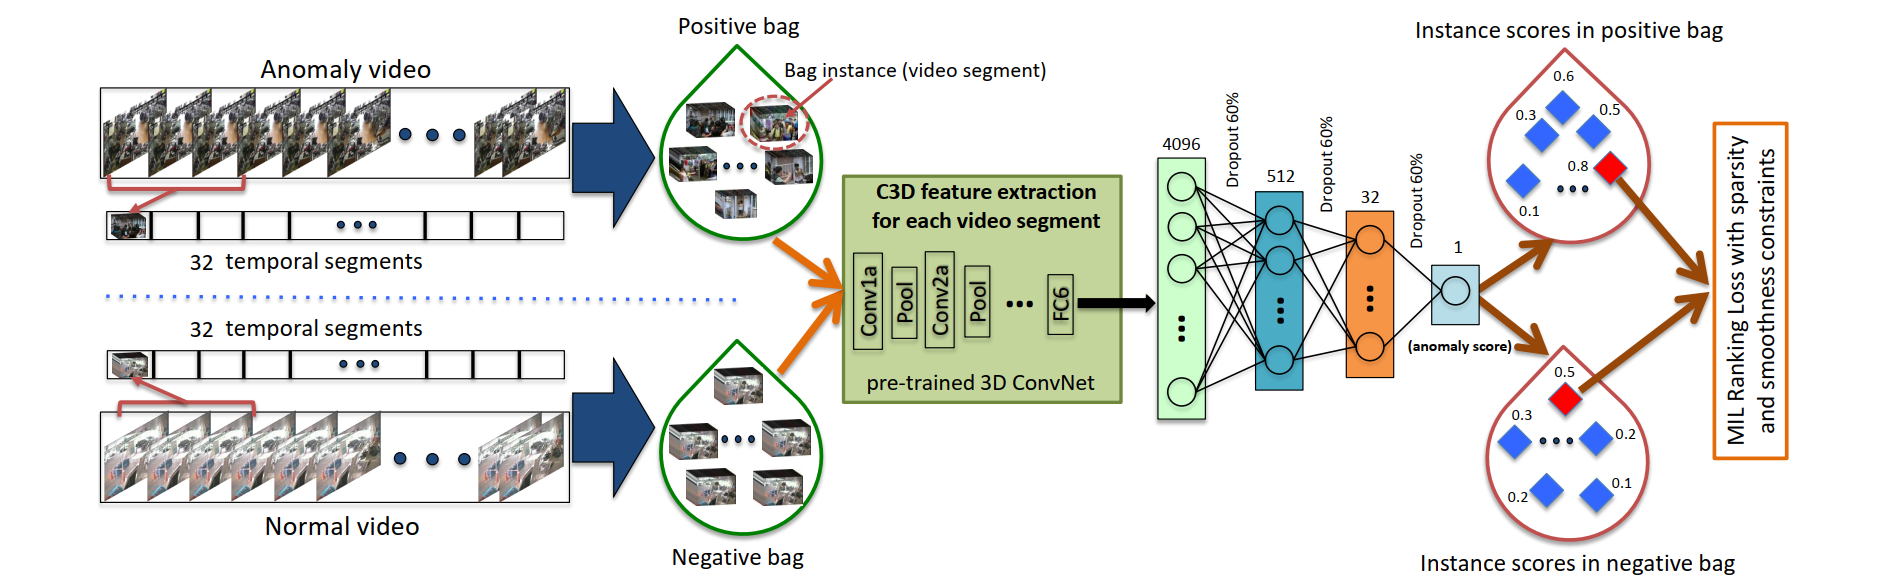 Anomaly video
32 temporal segments
32 temporal segments
Normal video
Positive bag
Bag instance (video segment)
Negative bag
C3D feature extraction
for each video segment
Conv1a
Pool
Conv2a
Pool
FC6
pre-trained 3D ConvNet
4096
Dropout 60%
512
Dropout 60%
32
Dropout 60%
1
(anomaly score)
Instance scores in positive bag
0.6
0.3
0.5
0.8
0.1
0.5
0.3
0.2
0.2
0.1
Instance scores in negative bag
MIL Ranking Loss with sparsity
and smoothness constraints